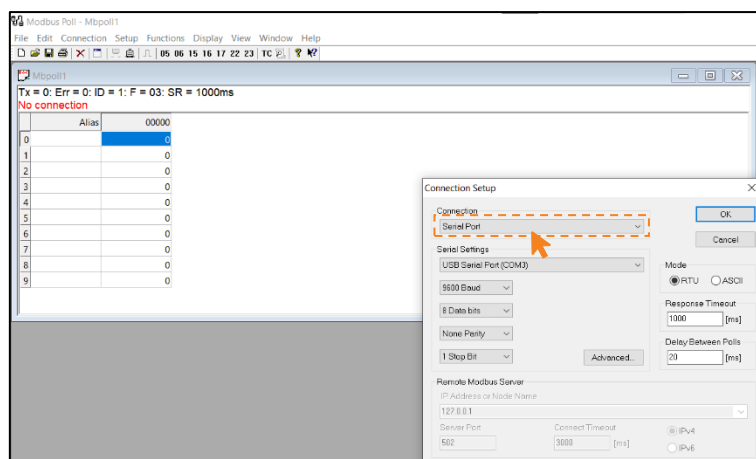 Modbus Poll - Mbpoll1
File Edit Connection Setup Functions Display View Window Help
05 06 15 16 17 22 23 TC
Mbpoll1
Tx = 0: Err = 0: ID = 1: F = 03: SR = 1000ms
No connection
Alias 00000
0 0
1 0
2 0
3 0
4 0
5 0
6 0
7 0
8 0
9 0
Connection Setup
Connection
Serial Port
OK
Cancel
Serial Settings
USB Serial Port (COM3)
9600 Baud
8 Data bits
None Parity
1 Stop Bit
Advanced...
Mode
RTU ASCII
Response Timeout
1000 [ms]
Delay Between Polls
20 [ms]
Remote Modbus Server
IP Address or Node Name
127.0.0.1
Server Port Connect Timeout
502 3000 [ms]
IPv4
IPv6